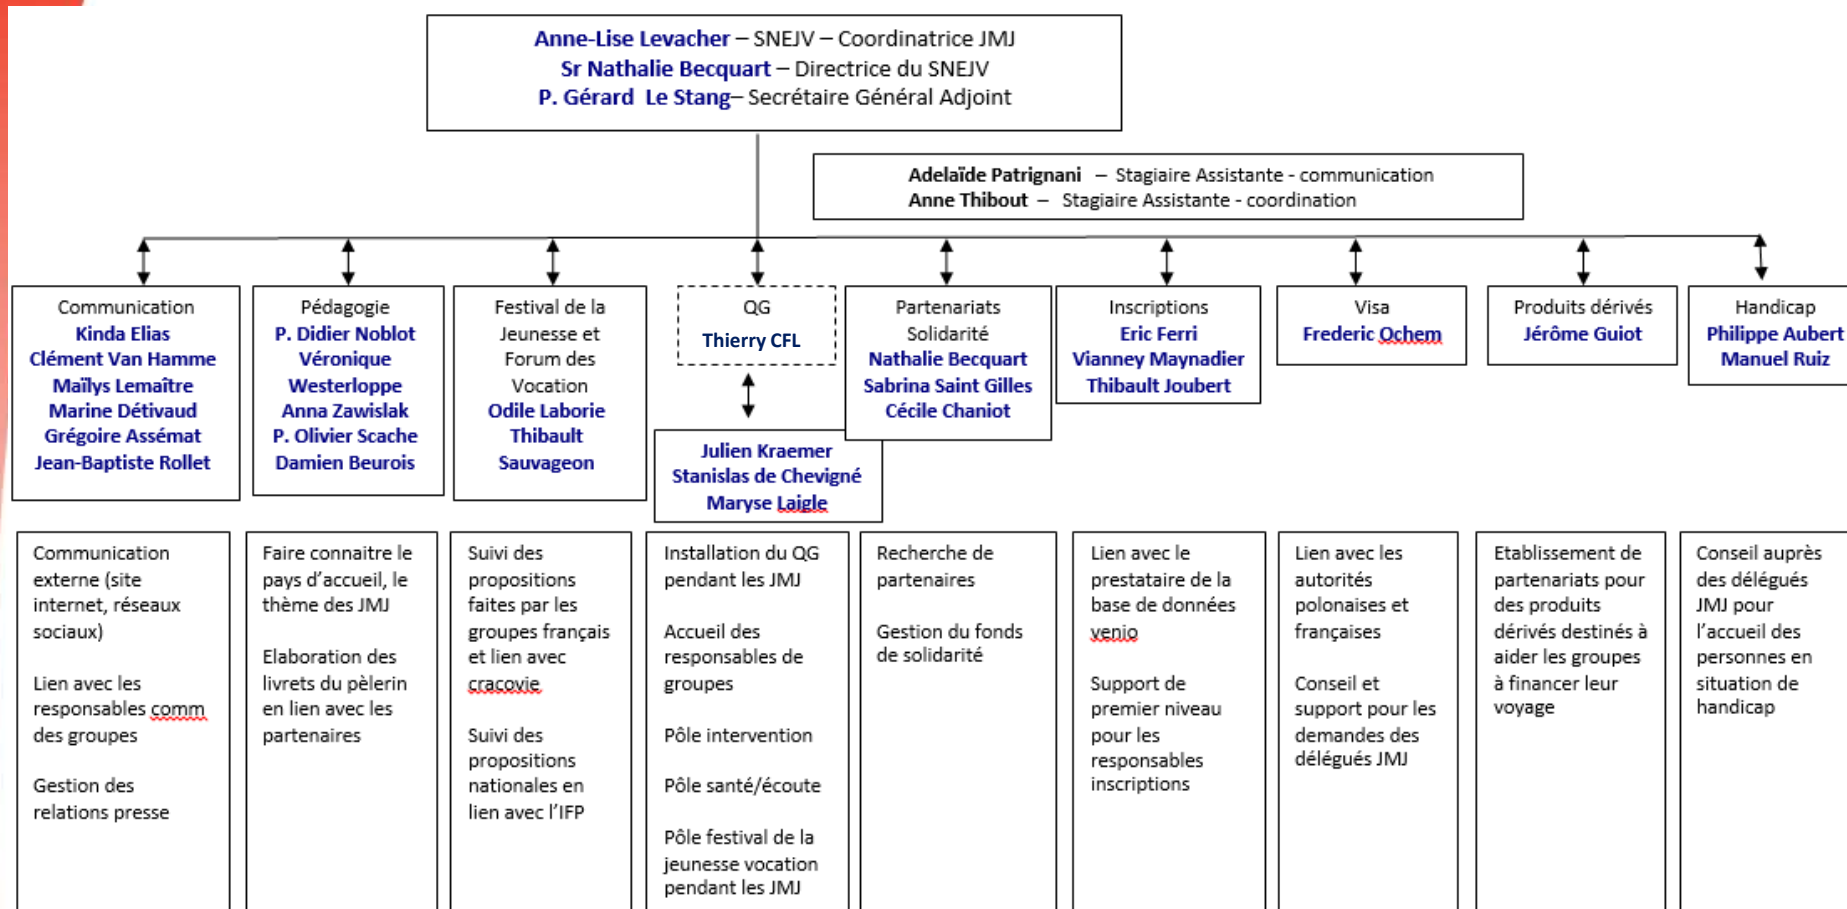 Anne-Lise Levacher – SNEJV – Coordinatrice JMJ
Sr Nathalie Becquart – Directrice du SNEJV
P. Gérard Le Stang– Secrétaire Général Adjoint
Adelaïde Patrignani – Stagiaire Assistante - communication
Anne Thibout – Stagiaire Assistante - coordination
Communication
Kinda Elias
Clément Van Hamme
Maïlys Lemaître
Marine Détivaud
Grégoire Assémat
Jean-Baptiste Rollet
Pédagogie
P. Didier Noblot
Véronique
Westerloppe
Anna Zawislak
P. Olivier Scache
Damien Beurois
Festival de la
Jeunesse et
Forum des
Vocation
Odile Laborie
Thibault
Sauvageon
QG
Thierry CFL
Julien Kraemer
Stanislas de Chevigné
Maryse Laigle
Partenariats
Solidarité
Nathalie Becquart
Sabrina Saint Gilles
Cécile Chaniot
Inscriptions
Eric Ferri
Vianney Maynadier
Thibault Joubert
Visa
Frederic Ochem
Produits dérivés
Jérôme Guiot
Handicap
Philippe Aubert
Manuel Ruiz
Communication
externe (site
internet, réseaux
sociaux)
Lien avec les
responsables comm
des groupes
Gestion des
relations presse
Faire connaitre le
pays d'accueil, le
thème des JMJ
Elaboration des
livrets du pèlerin
en lien avec les
partenaires
Suivi des
propositions
faites par les
groupes français
et lien avec
cracovie
Suivi des
propositions
nationales en
lien avec l'IFP
Installation du QG
pendant les JMJ
Accueil des
responsables de
groupes
Pôle intervention
Pôle santé/écoute
Pôle festival de la
jeunesse vocation
pendant les JMJ
Recherche de
partenaires
Gestion du fonds
de solidarité
Lien avec le
prestataire de la
base de données
venio
Support de
premier niveau
pour les
responsables
inscriptions
Lien avec les
autorités
polonaises et
françaises
Conseil et
support pour les
demandes des
délégués JMJ
Etablissement de
partenariats pour
des produits
dérivés destinés à
aider les groupes
à financer leur
voyage
Conseil auprès
des délégués
JMJ pour
l'accueil des
personnes en
situation de
handicap